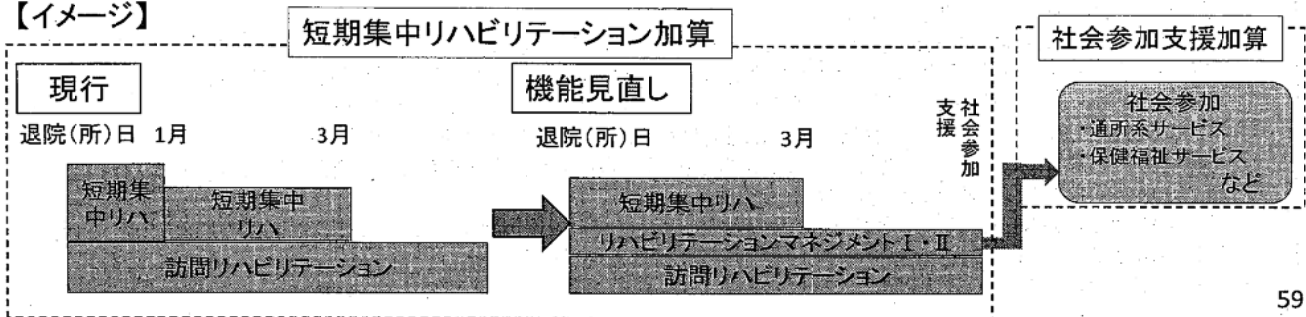 【イメージ】
短期集中リハビリテーション加算
社会参加支援加算
現行
退院(所)日 1月 3月
短期集
中リハ
短期集中
リハ
訪問リハビリテーション
機能見直し
退院(所)日 3月
短期集中リハ
リハビリテーションマネジメントⅠ・Ⅱ
訪問リハビリテーション
社会参加
支援
社会参加
・通所系サービス
・保健福祉サービス
など
59